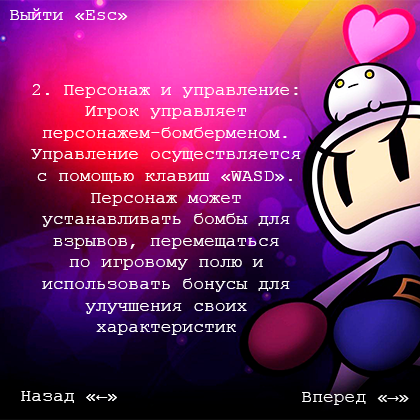 Выйти «Esc»
2. Персонаж и управление:
Игрок управляет
персонажем-бомберменом.
Управление осуществляется
с помощью клавиш «WASD».
Персонаж может
устанавливать бомбы для
взрывов, перемещаться
по игровому полю и
использовать бонусы для
улучшения своих
характеристик
Назад «←»
Вперед «→»